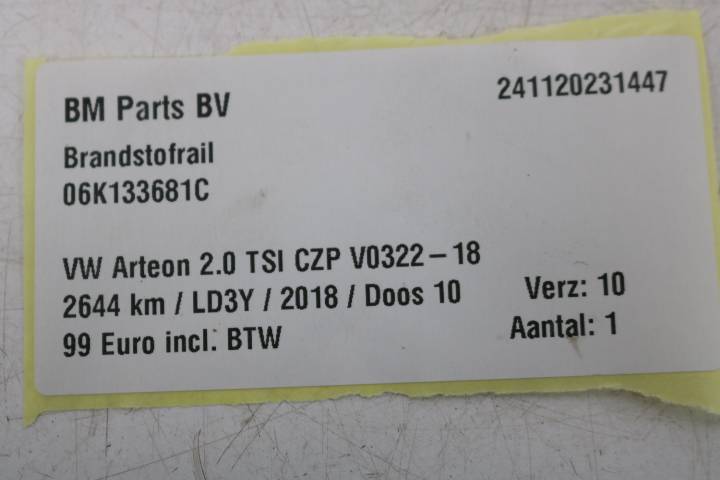 BM Parts BV 241120231447
Brandstofrail
06K133681C
VW Arteon 2.0 TSI CZP V0322 – 18
2644 km / LD3Y / 2018 / Doos 10 Verz: 10
99 Euro incl. BTW Aantal: 1